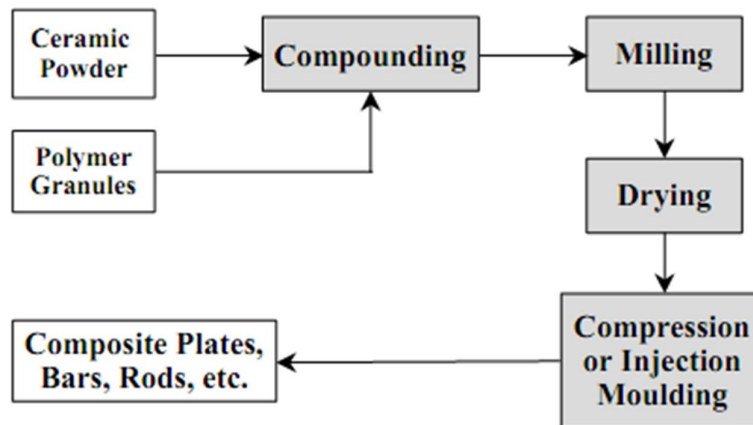 Ceramic
Powder
Compounding
Milling
Polymer
Granules
Drying
Composite Plates,
Bars, Rods, etc.
Compression
or Injection
Moulding